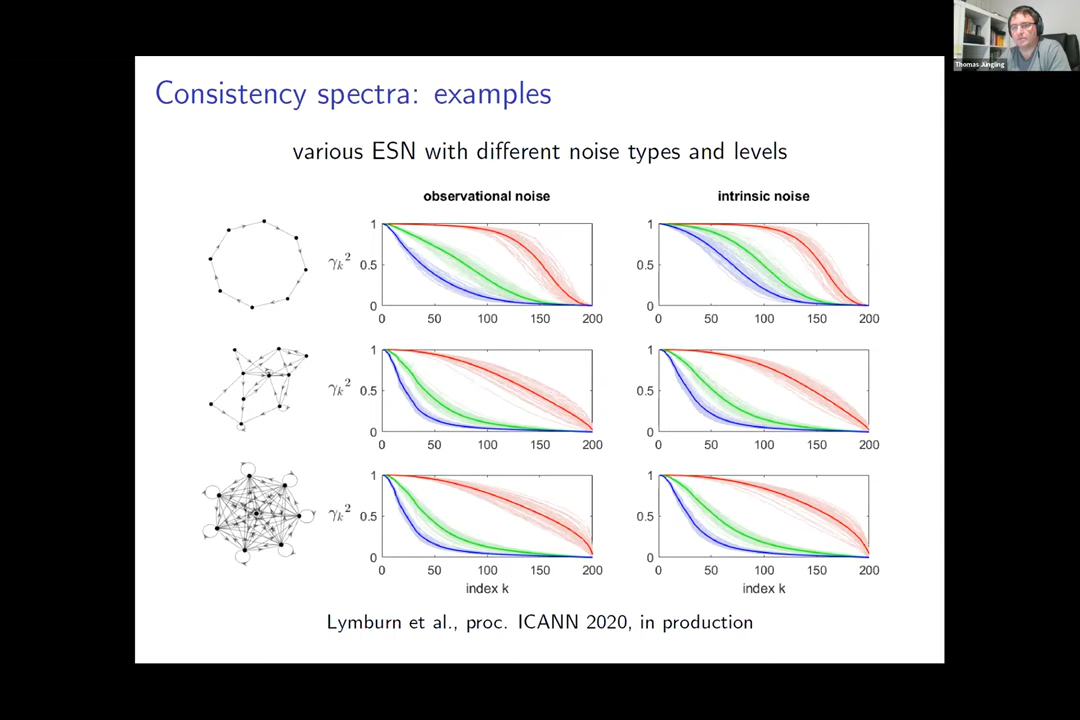 Thomas Jüngling
Consistency spectra: examples
various ESN with different noise types and levels
observational noise
intrinsic noise
γₖ²
1
0.5
0
0 50 100 150 200
1
0.5
0
0 50 100 150 200
γₖ²
1
0.5
0
0 50 100 150 200
1
0.5
0
0 50 100 150 200
γₖ²
1
0.5
0
0 50 100 150 200
index k
1
0.5
0
0 50 100 150 200
index k
Lymburn et al., proc. ICANN 2020, in production